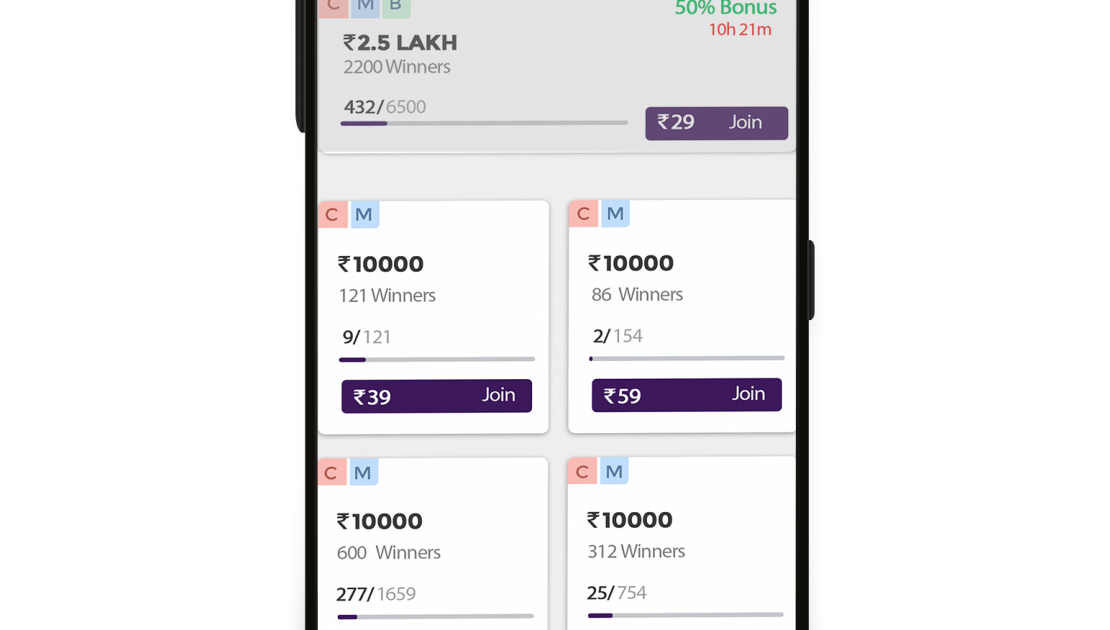 C M B
50% Bonus
10h 21m
₹2.5 LAKH
2200 Winners
432/6500
₹29 Join
C M
₹10000
121 Winners
9/121
₹39 Join
C M
₹10000
86 Winners
2/154
₹59 Join
C M
₹10000
600 Winners
277/1659
C M
₹10000
312 Winners
25/754